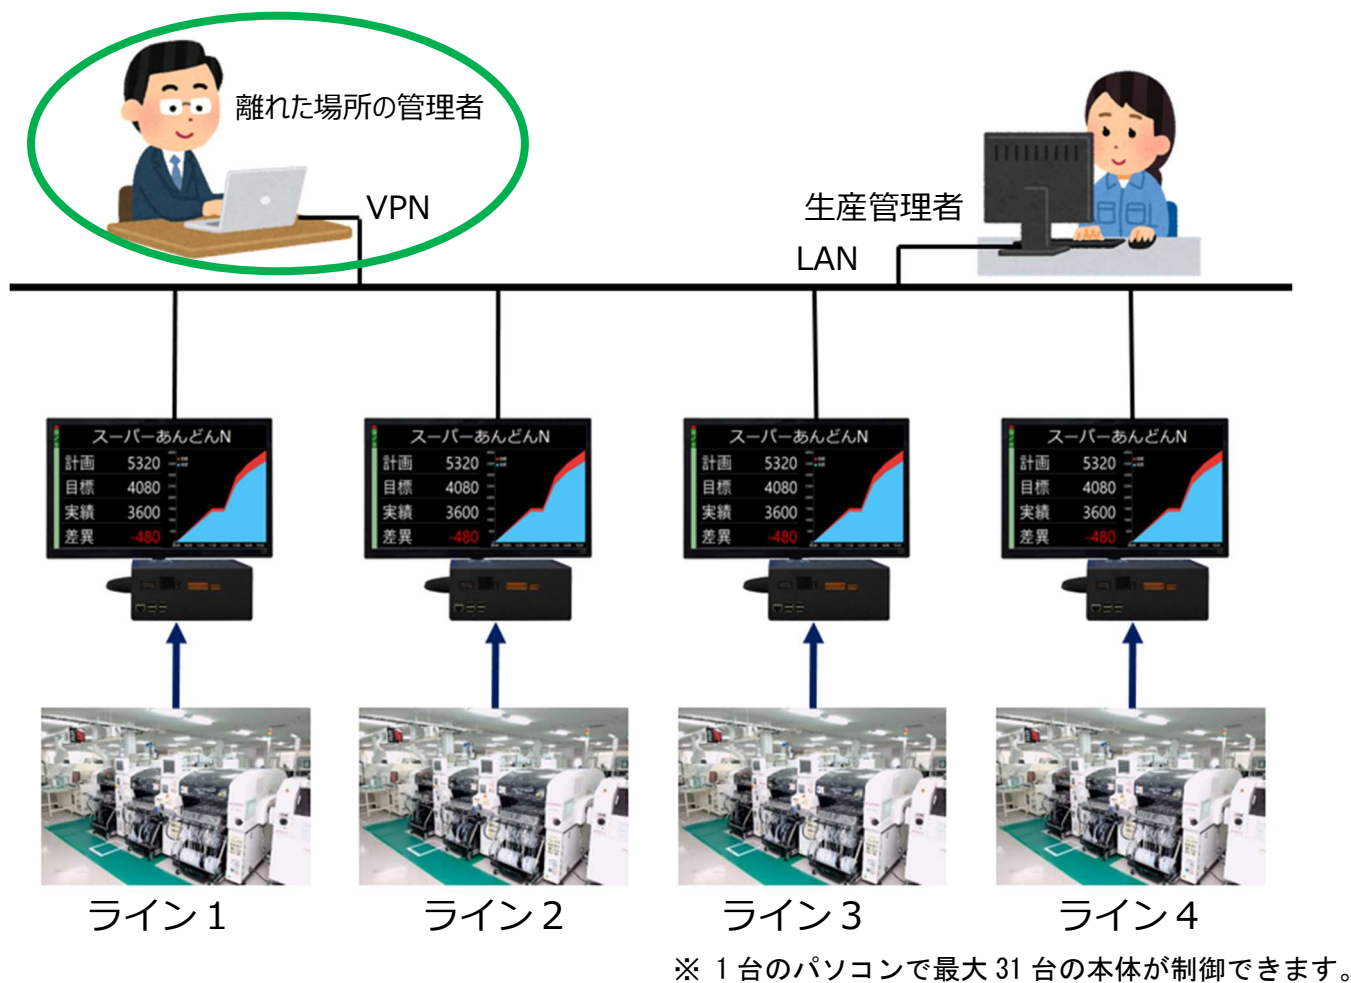 離れた場所の管理者
VPN
生産管理者
LAN
スーパーあんどんN
計画 5320
目標 4080
実績 3600
差異 -480
スーパーあんどんN
計画 5320
目標 4080
実績 3600
差異 -480
スーパーあんどんN
計画 5320
目標 4080
実績 3600
差異 -480
スーパーあんどんN
計画 5320
目標 4080
実績 3600
差異 -480
ライン1
ライン2
ライン3
ライン4
※ 1台のパソコンで最大31台の本体が制御できます。